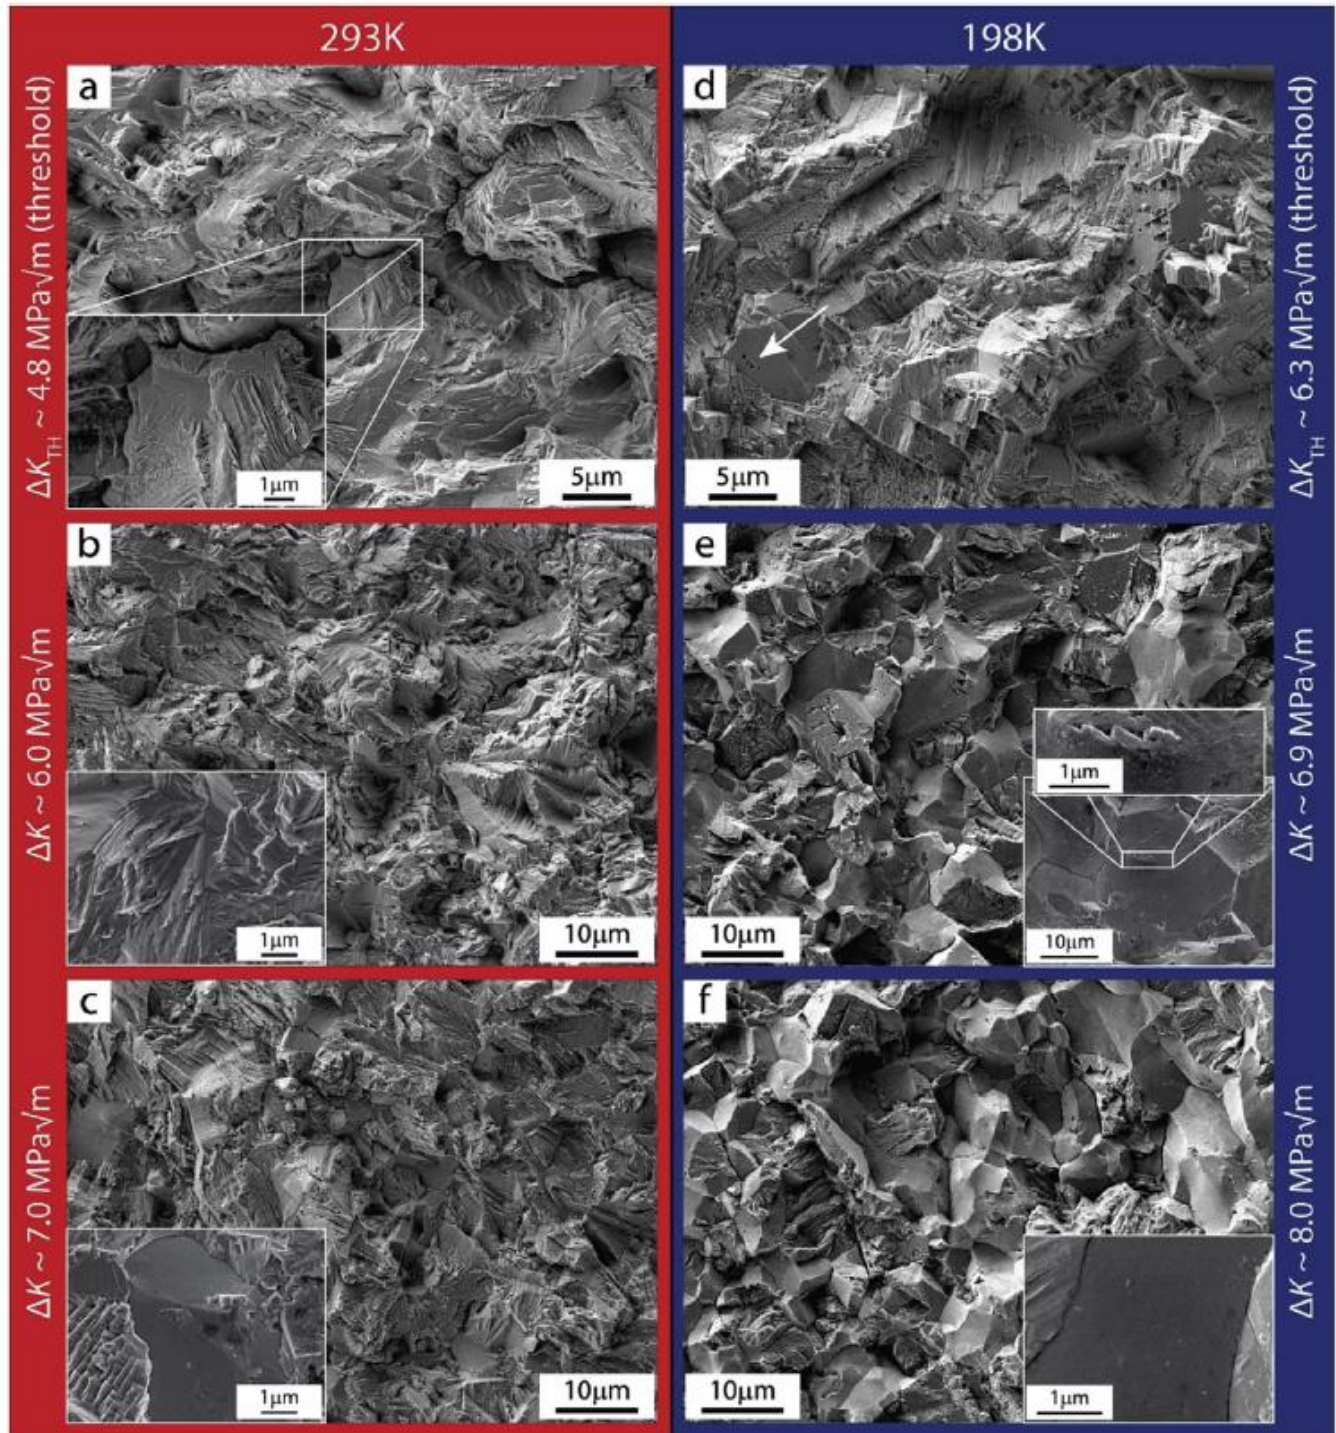 293K
198K
ΔK_TH ~ 4.8 MPa√m (threshold)
a
1μm
5μm
d
5μm
ΔK_TH ~ 6.3 MPa√m (threshold)
ΔK ~ 6.0 MPa√m
b
1μm
10μm
e
1μm
10μm
10μm
ΔK ~ 6.9 MPa√m
ΔK ~ 7.0 MPa√m
c
1μm
10μm
f
10μm
1μm
ΔK ~ 8.0 MPa√m